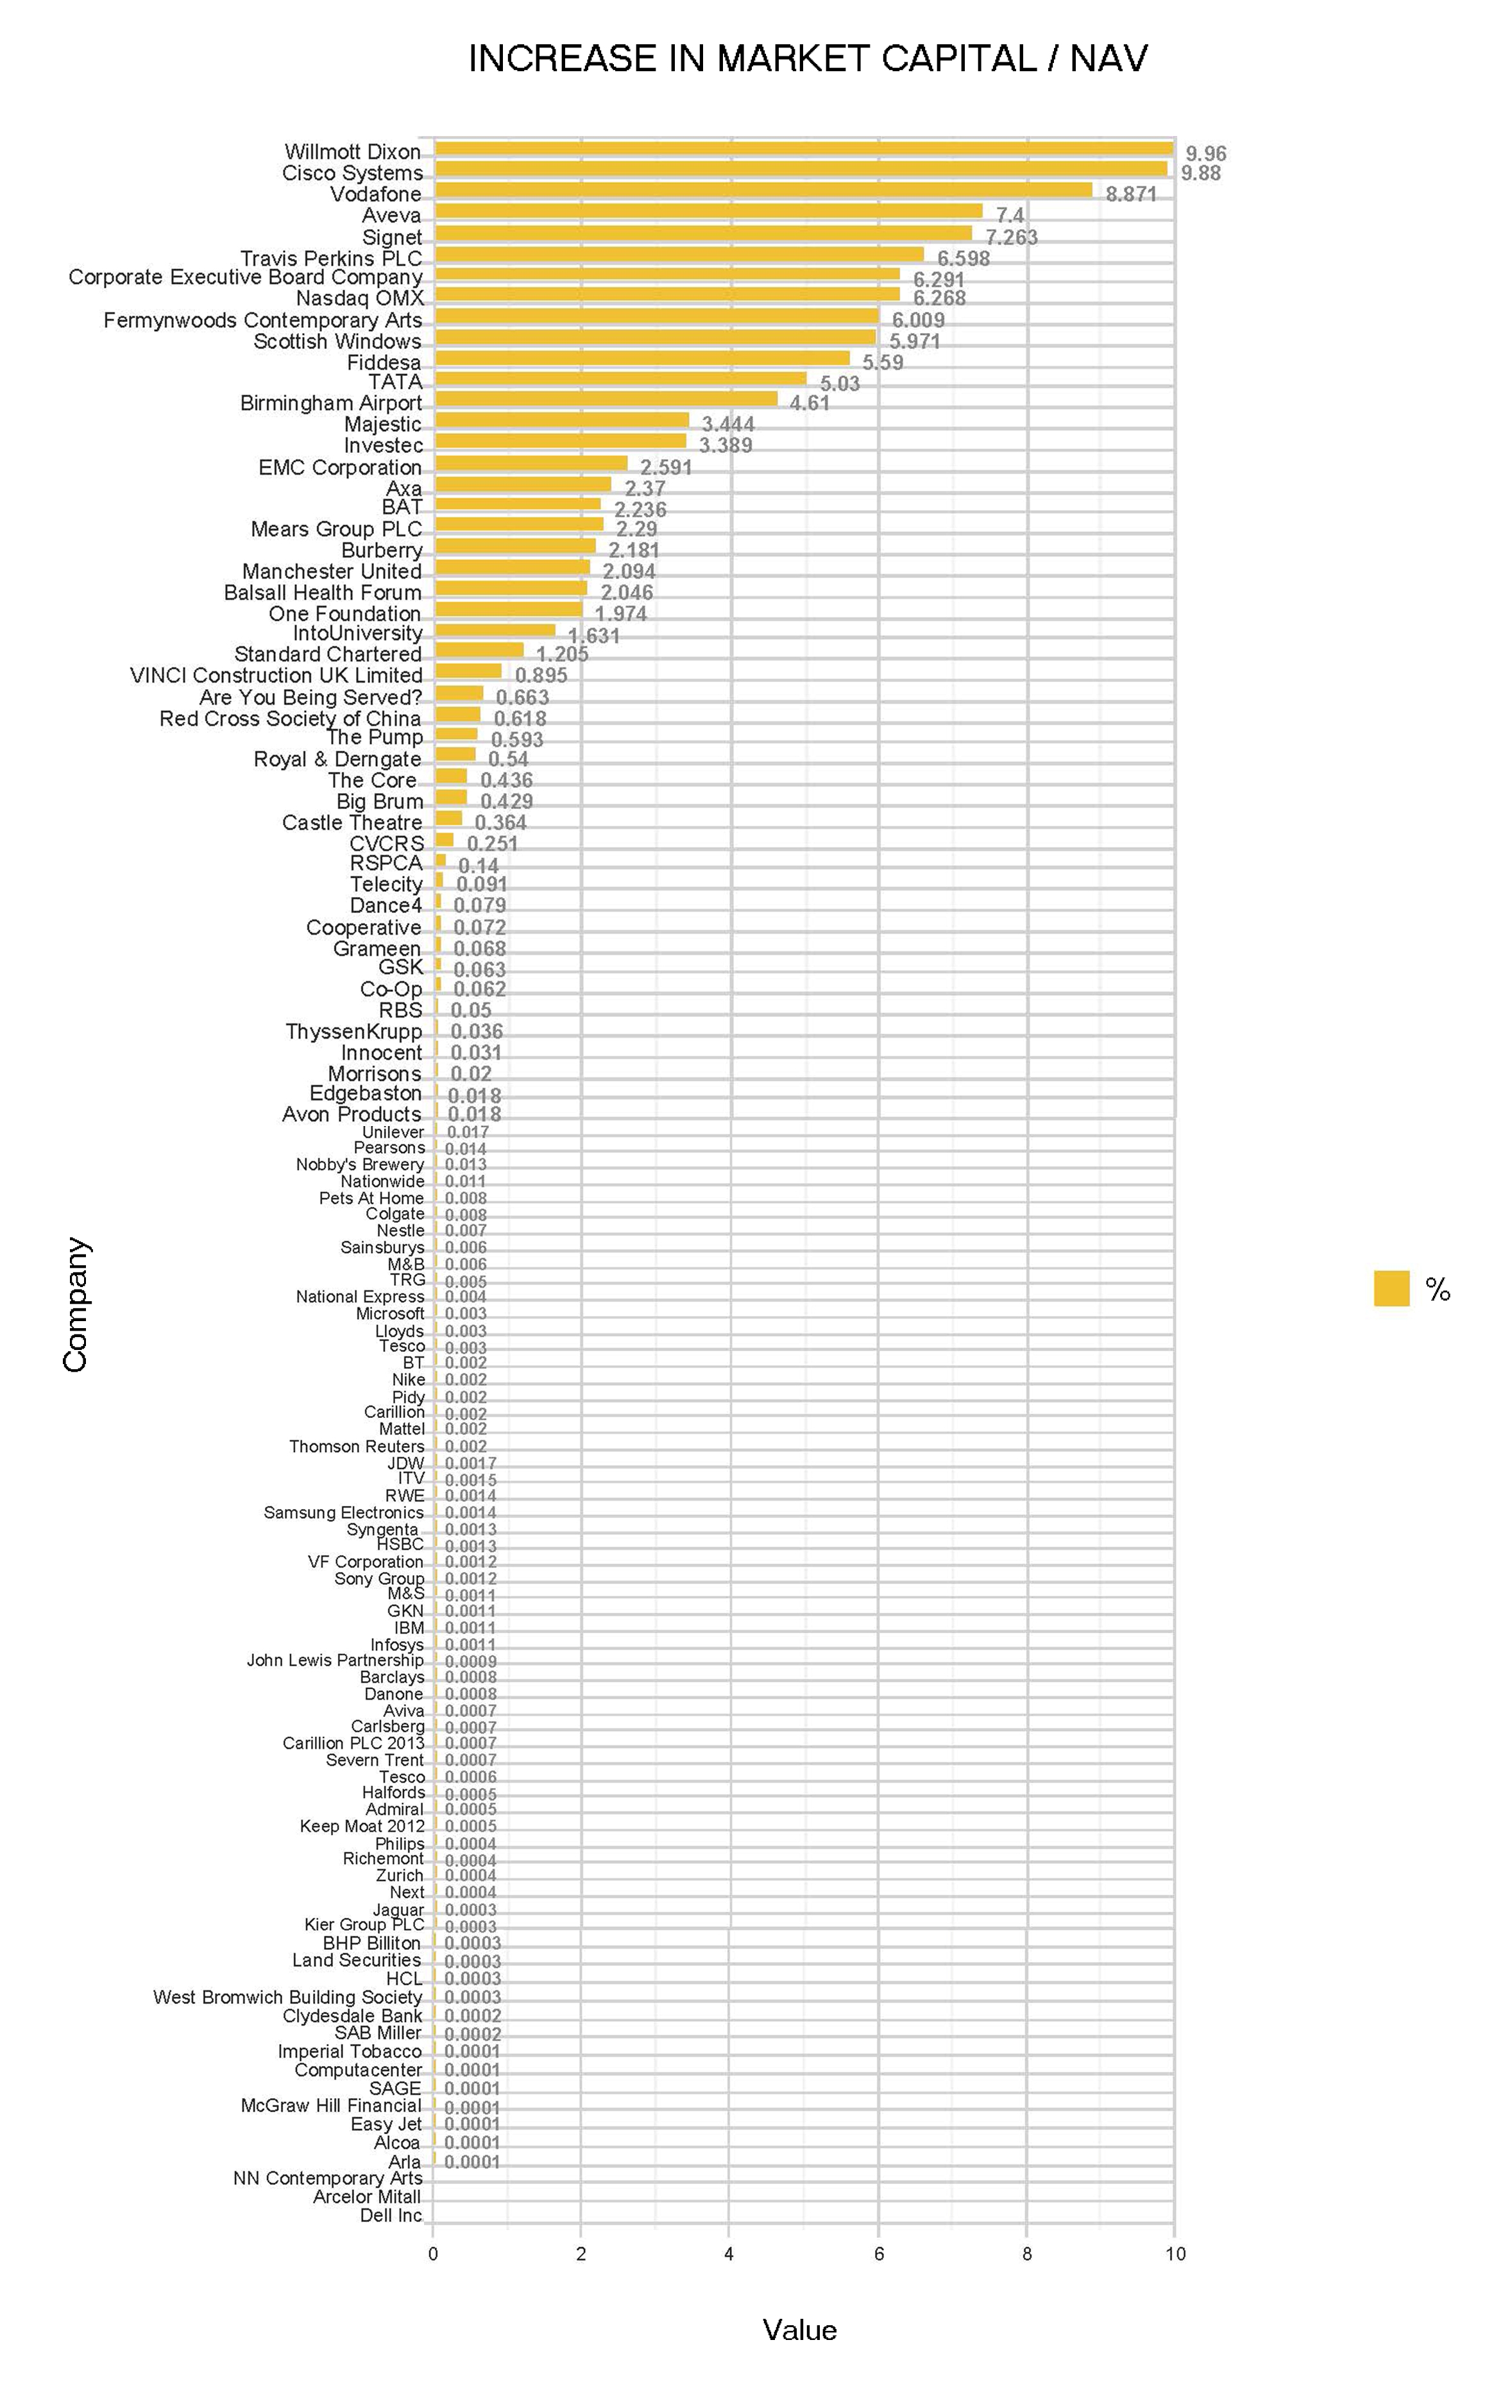 INCREASE IN MARKET CAPITAL / NAV
Willmott Dixon 9.96
Cisco Systems 9.88
Vodafone 8.871
Aveva 7.4
Signet 7.263
Travis Perkins PLC 6.598
Corporate Executive Board Company 6.291
Nasdaq OMX 6.268
Fermynwoods Contemporary Arts 6.009
Scottish Windows 5.971
Fiddesa 5.59
TATA 5.03
Birmingham Airport 4.61
Majestic 3.444
Investec 3.389
EMC Corporation 2.591
Axa 2.37
BAT 2.236
Mears Group PLC 2.29
Burberry 2.181
Manchester United 2.094
Balsall Health Forum 2.046
One Foundation 1.974
IntoUniversity 1.631
Standard Chartered 1.205
VINCI Construction UK Limited 0.895
Are You Being Served? 0.663
Red Cross Society of China 0.618
The Pump 0.593
Royal & Derngate 0.54
The Core 0.436
Big Brum 0.429
Castle Theatre 0.364
CVCRS 0.251
RSPCA 0.14
Telecity 0.091
Dance4 0.079
Cooperative 0.072
Grameen 0.068
GSK 0.063
Co-Op 0.062
RBS 0.05
ThyssenKrupp 0.036
Innocent 0.031
Morrisons 0.02
Edgebaston 0.018
Avon Products 0.018
Unilever 0.017
Pearsons 0.014
Nobby's Brewery 0.013
Nationwide 0.011
Pets At Home 0.008
Colgate 0.008
Nestle 0.007
Sainsburys 0.006
M&B 0.006
TRG 0.005
National Express 0.004
Microsoft 0.003
Lloyds 0.003
Tesco 0.003
BT 0.002
Nike 0.002
Pidy 0.002
Carillion 0.002
Mattel 0.002
Thomson Reuters 0.002
JDW 0.0017
ITV 0.0015
RWE 0.0014
Samsung Electronics 0.0014
Syngenta 0.0013
HSBC 0.0013
VF Corporation 0.0012
Sony Group 0.0012
M&S 0.0011
GKN 0.0011
IBM 0.0011
Infosys 0.0011
John Lewis Partnership 0.0009
Barclays 0.0008
Danone 0.0008
Aviva 0.0007
Carlsberg 0.0007
Carillion PLC 2013 0.0007
Severn Trent 0.0007
Tesco 0.0006
Halfords 0.0005
Admiral 0.0005
Keep Moat 2012 0.0005
Philips 0.0004
Richemont 0.0004
Zurich 0.0004
Next 0.0004
Jaguar 0.0003
Kier Group PLC 0.0003
BHP Billiton 0.0003
Land Securities 0.0003
HCL 0.0003
West Bromwich Building Society 0.0003
Clydesdale Bank 0.0002
SAB Miller 0.0002
Imperial Tobacco 0.0001
Computacenter 0.0001
SAGE 0.0001
McGraw Hill Financial 0.0001
Easy Jet 0.0001
Alcoa 0.0001
Arla 0.0001
NN Contemporary Arts
Arcelor Mitall
Dell Inc
0 2 4 6 8 10
Value
Company
%